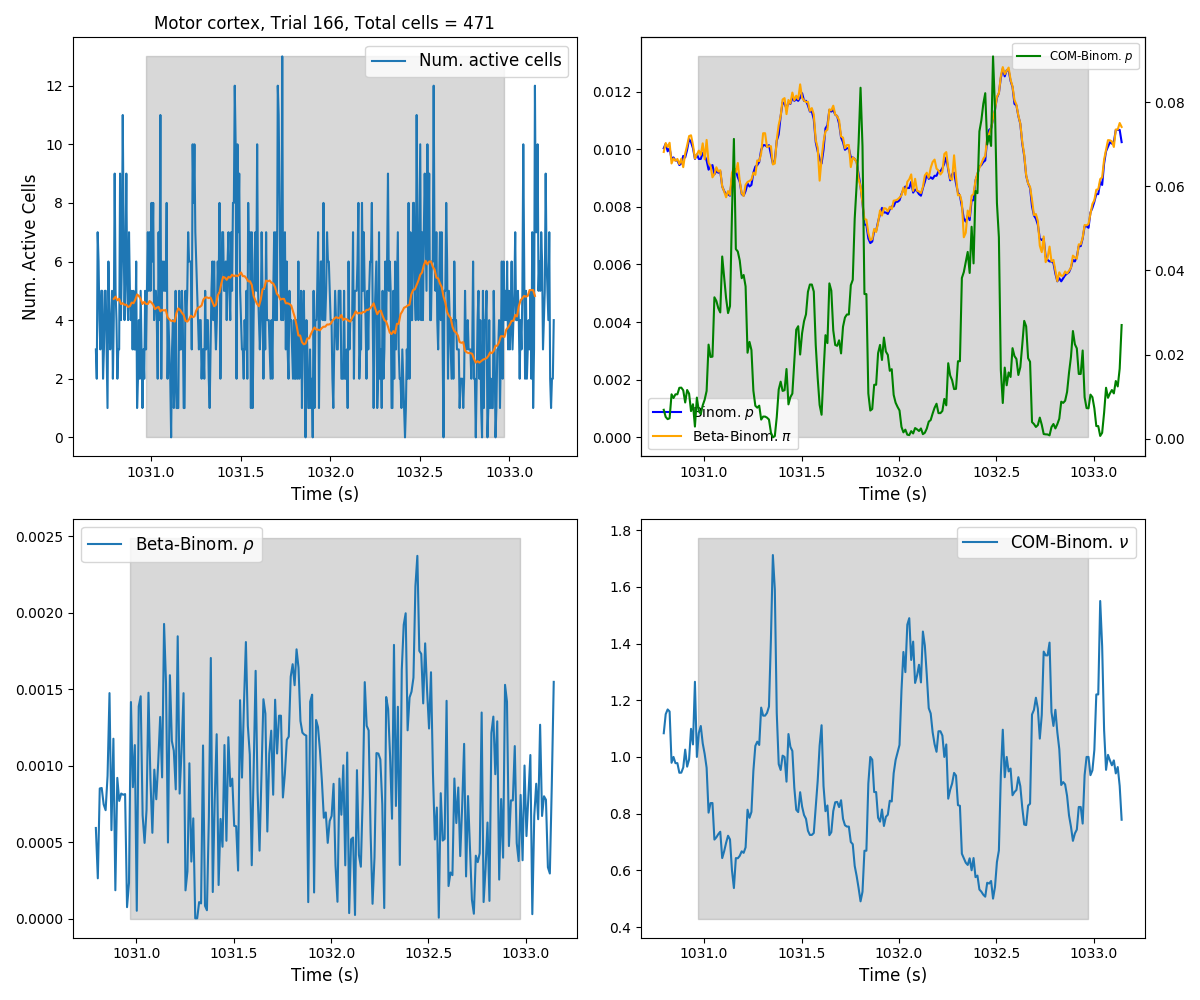 Motor cortex, Trial 166, Total cells = 471
Num. active cells
Num. Active Cells
12
10
8
6
4
2
0
1031.0 1031.5 1032.0 1032.5 1033.0
Time (s)
COM-Binom. p
0.012
0.010
0.008
0.006
0.004
0.002
0.000
0.08
0.06
0.04
0.02
0.00
Binom. p
Beta-Binom. π
1031.0 1031.5 1032.0 1032.5 1033.0
Time (s)
Beta-Binom. ρ
0.0025
0.0020
0.0015
0.0010
0.0005
0.0000
1031.0 1031.5 1032.0 1032.5 1033.0
Time (s)
COM-Binom. ν
1.8
1.6
1.4
1.2
1.0
0.8
0.6
0.4
1031.0 1031.5 1032.0 1032.5 1033.0
Time (s)